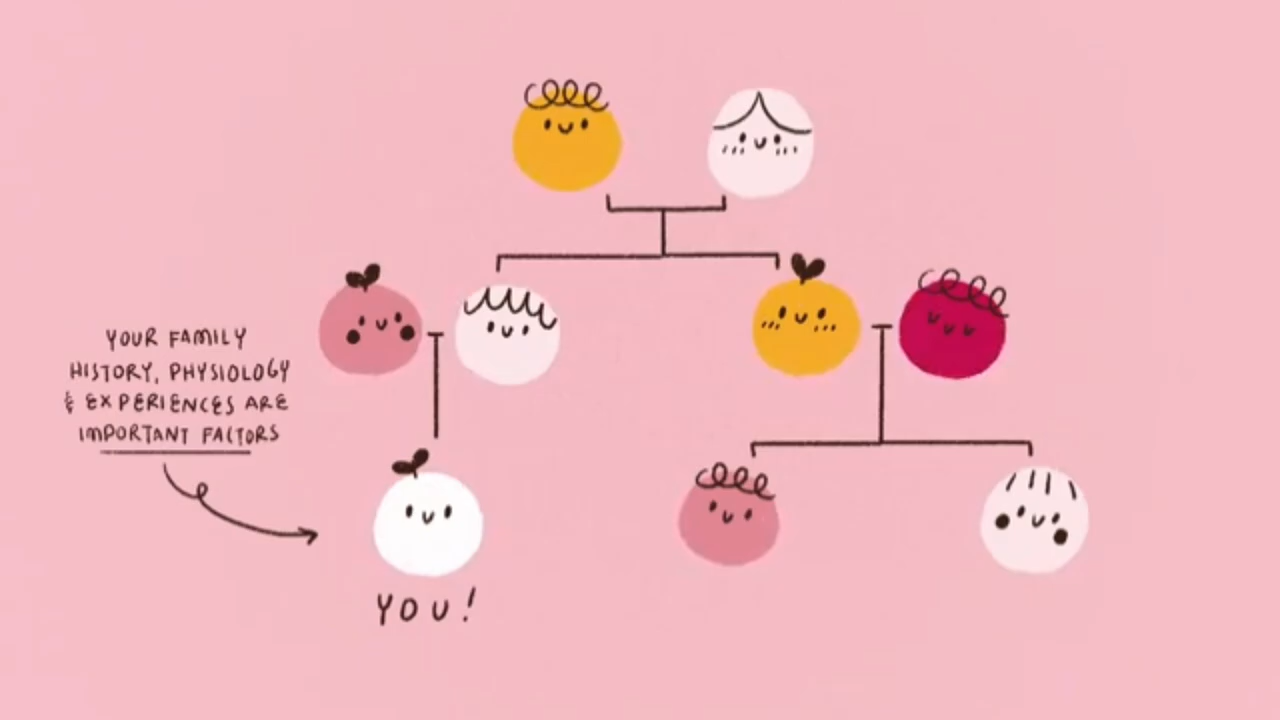 YOUR FAMILY
HISTORY, PHYSIOLOGY
& EXPERIENCES ARE
IMPORTANT FACTORS
YOU!